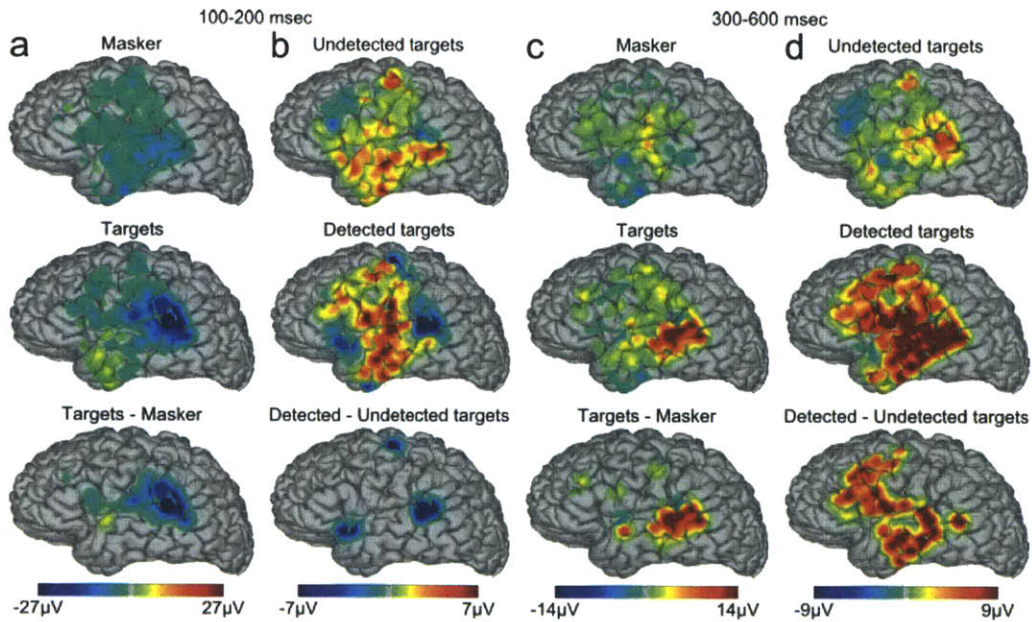 100-200 msec
300-600 msec
a
Masker
b
Undetected targets
c
Masker
d
Undetected targets
Targets
Detected targets
Targets
Detected targets
Targets - Masker
Detected - Undetected targets
Targets - Masker
Detected - Undetected targets
-27µV 27µV
-7µV 7µV
-14µV 14µV
-9µV 9µV